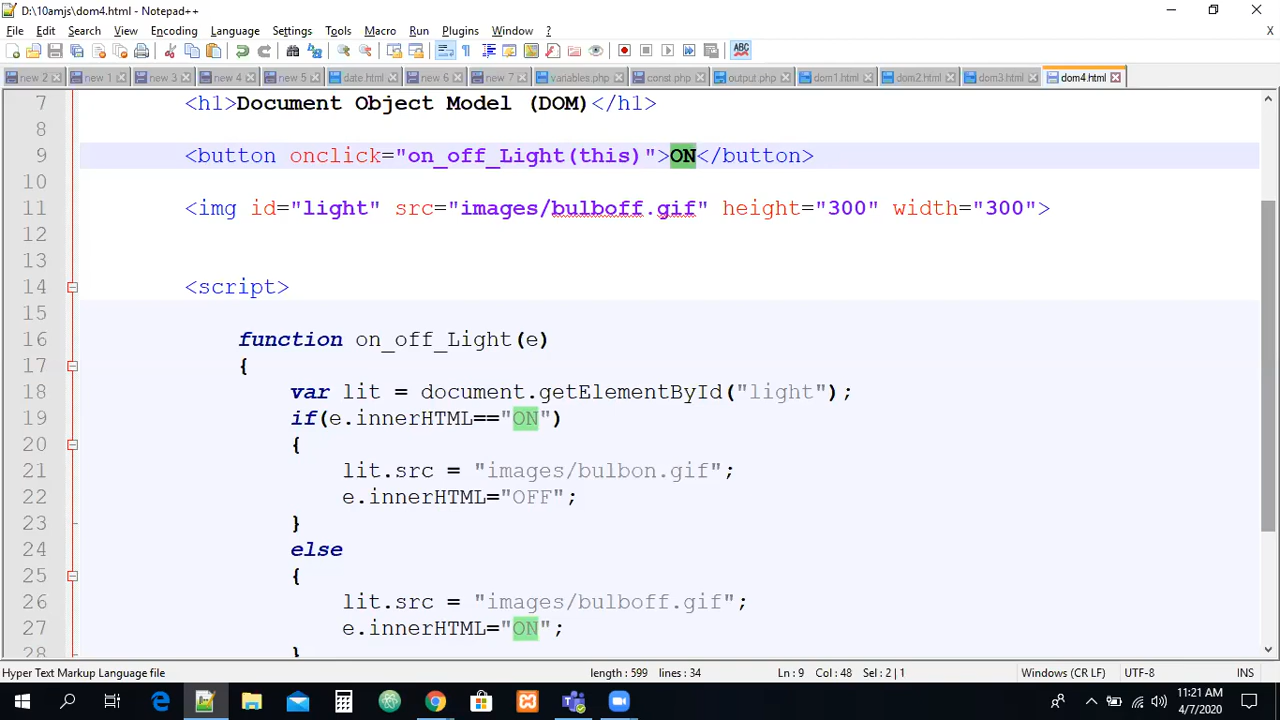 D:\10amjs\dom4.html - Notepad++
File Edit Search View Encoding Language Settings Tools Macro Run Plugins Window ?
X
ABC
new 2 new 1 new 3 new 4 new 5 date.html new 6 new 7 variables.php const php output.php dom1.html dom2.html dom3.html dom4.html
7 <h1>Document Object Model (DOM)</h1>
8
9 <button onclick="on_off_Light(this)">ON</button>
10
11 <img id="light" src="images/bulboff.gif" height="300" width="300">
12
13
14 <script>
15
16 function on_off_Light(e)
17 {
18 var lit = document.getElementById("light");
19 if(e.innerHTML=="ON")
20 {
21 lit.src = "images/bulbon.gif";
22 e.innerHTML="OFF";
23 }
24 else
25 {
26 lit.src = "images/bulboff.gif";
27 e.innerHTML="ON";
28 }
Hyper Text Markup Language file length : 599 lines : 34 Ln : 9 Col : 48 Sel : 2 | 1 Windows (CR LF) UTF-8 INS
11:21 AM
4/7/2020